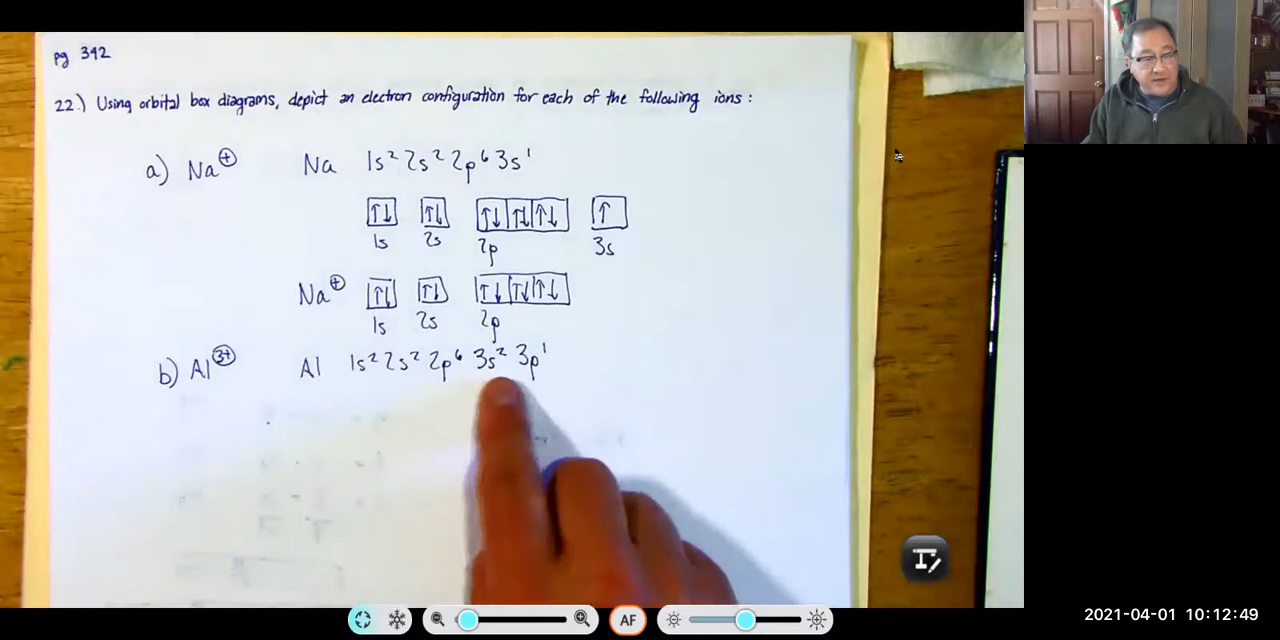 pg 342
22.) Using orbital box diagrams, depict an electron configuration for each of the following ions:
a) Na⊕ Na 1s² 2s² 2p⁶ 3s¹
↑↓ ↑↓ ↑↓ ↑↓ ↑↓ ↑
1s 2s 2p 3s
Na⊕ ↑↓ ↑↓ ↑↓ ↑↓ ↑↓
1s 2s 2p
b) Al³⁺ Al 1s² 2s² 2p⁶ 3s² 3p¹
AF
2021-04-01 10:12:49